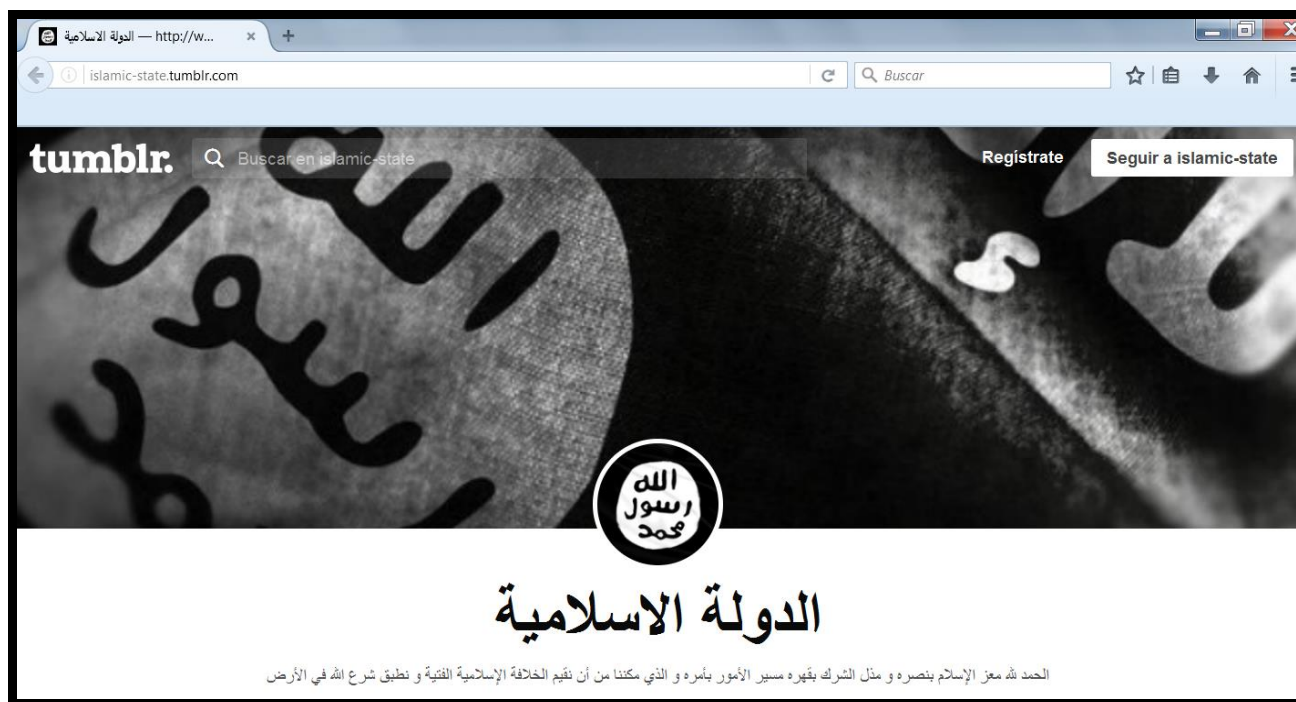 الدولة الاسلامية — http://w...
islamic-state.tumblr.com
Buscar
tumblr.
Buscar en islamic-state
Regístrate
Seguir a islamic-state
الله
رسول
محمد
الدولة الاسلامية
الحمد لله معز الإسلام بنصره و مذل الشرك بقهره مسير الأمور بأمره و الذي مكننا من أن نقيم الخلافة الإسلامية الفتية و نطبق شرع الله في الأرض